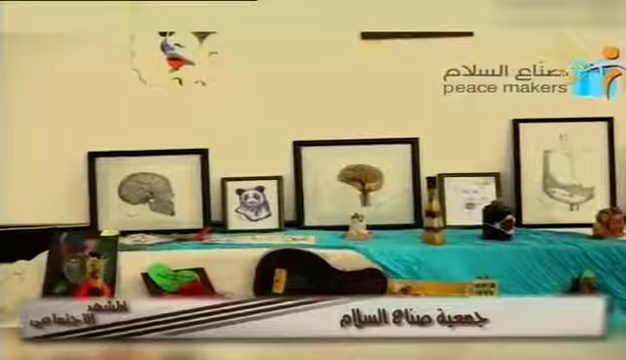 صناع السلام
peace makers
المشهد
الاجتماعي
جمعية صناع السلام